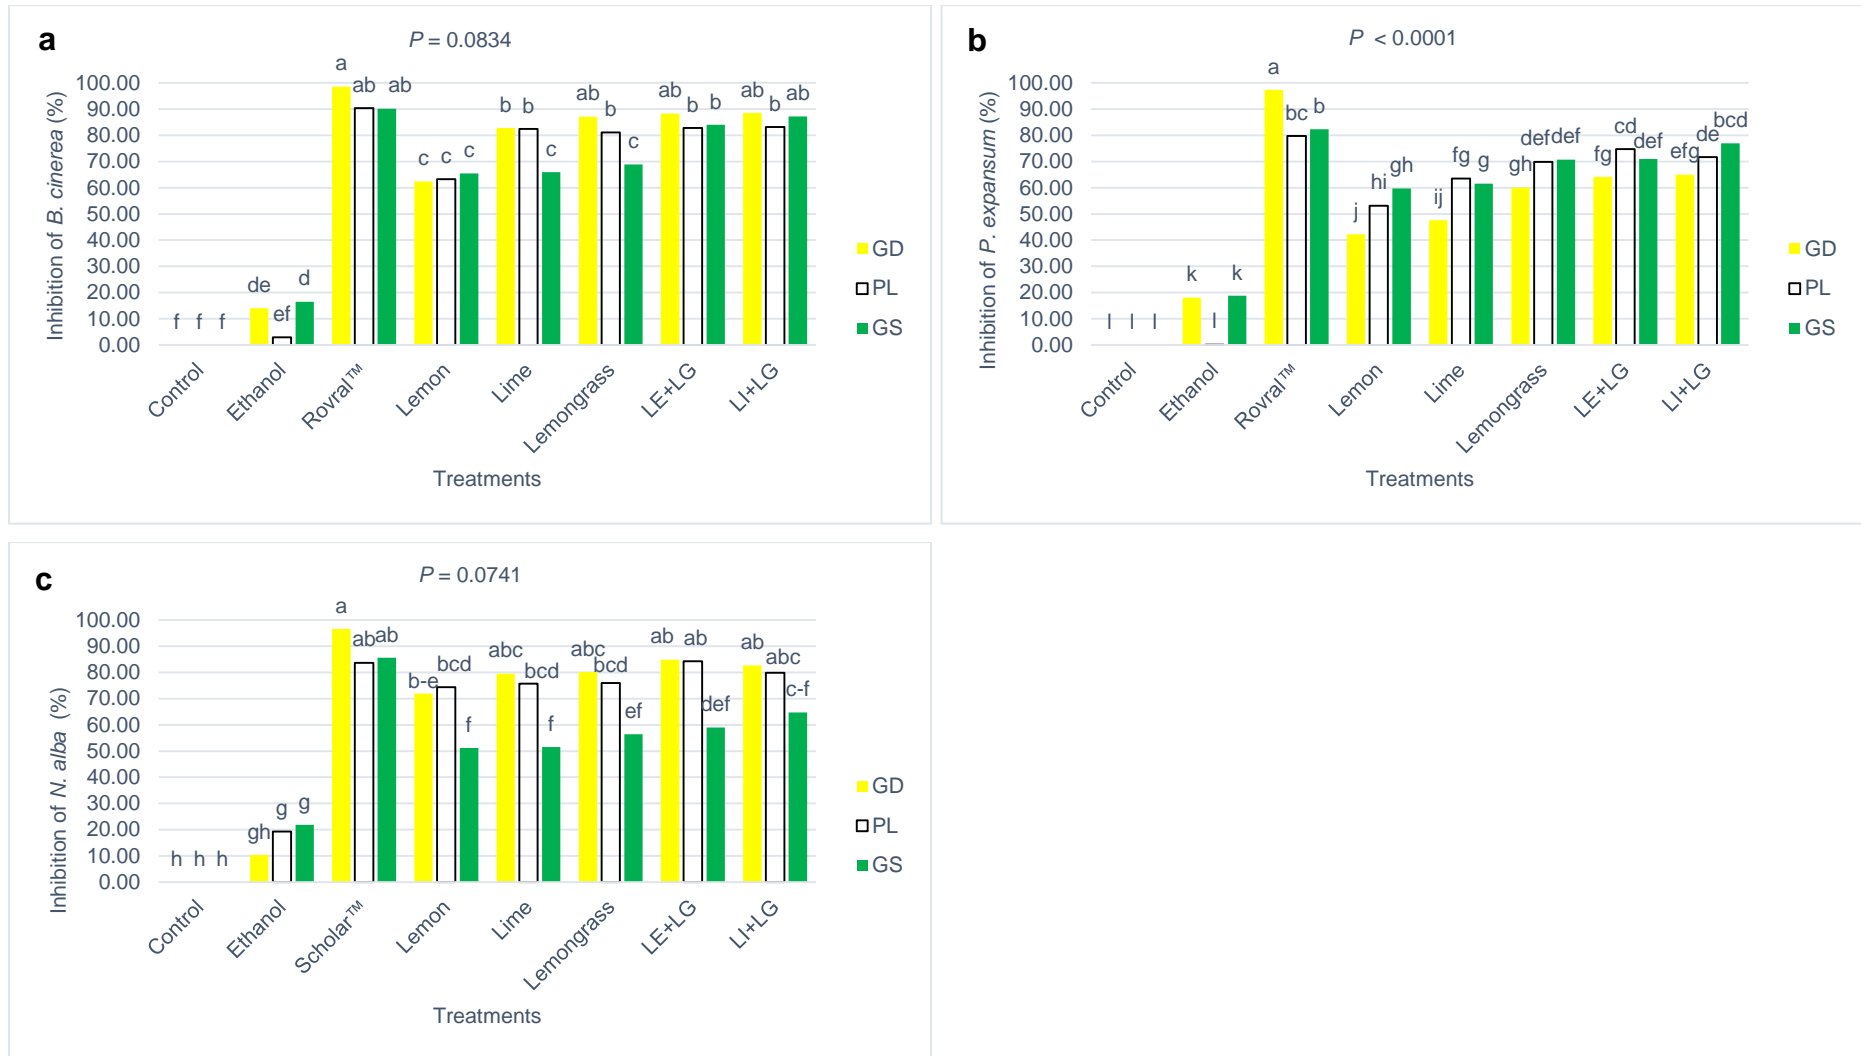 a
P = 0.0834
Inhibition of B. cinerea (%)
100.00
90.00
80.00
70.00
60.00
50.00
40.00
30.00
20.00
10.00
0.00
f f f
de ef d
a ab ab
c c c
b b c
ab b c
ab b b
ab b ab
Control
Ethanol
Rovral™
Lemon
Lime
Lemongrass
LE+LG
LI+LG
Treatments
GD
PL
GS
b
P < 0.0001
Inhibition of P. expansum (%)
100.00
90.00
80.00
70.00
60.00
50.00
40.00
30.00
20.00
10.00
0.00
l l l
k l k
a bc b
j hi gh
ij fg g
gh def def
fg cd def
efg de bcd
Control
Ethanol
Rovral™
Lemon
Lime
Lemongrass
LE+LG
LI+LG
Treatments
GD
PL
GS
c
P = 0.0741
Inhibition of N. alba (%)
100.00
90.00
80.00
70.00
60.00
50.00
40.00
30.00
20.00
10.00
0.00
h h h
gh g g
a ab ab
b-e bcd f
abc bcd f
abc bcd ef
ab ab def
ab abc c-f
Control
Ethanol
Scholar™
Lemon
Lime
Lemongrass
LE+LG
LI+LG
Treatments
GD
PL
GS